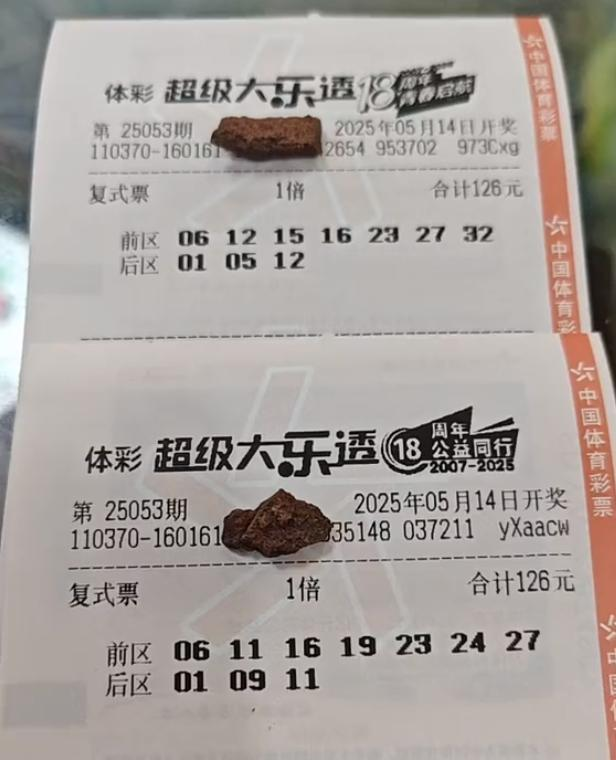 体彩 超级大乐透 18 周年 青春启航
第 25053期 2025年05月14日开奖
110370-160161 2654 953702 973Cxg
复式票 1倍 合计126元
前区 06 12 15 16 23 27 32
后区 01 05 12
中国体育彩票
中国体育彩
体彩 超级大乐透 18 周年 公益同行 2007-2025
第 25053期 2025年05月14日开奖
110370-160161 35148 037211 yXaacw
复式票 1倍 合计126元
前区 06 11 16 19 23 24 27
后区 01 09 11
中国体育彩票